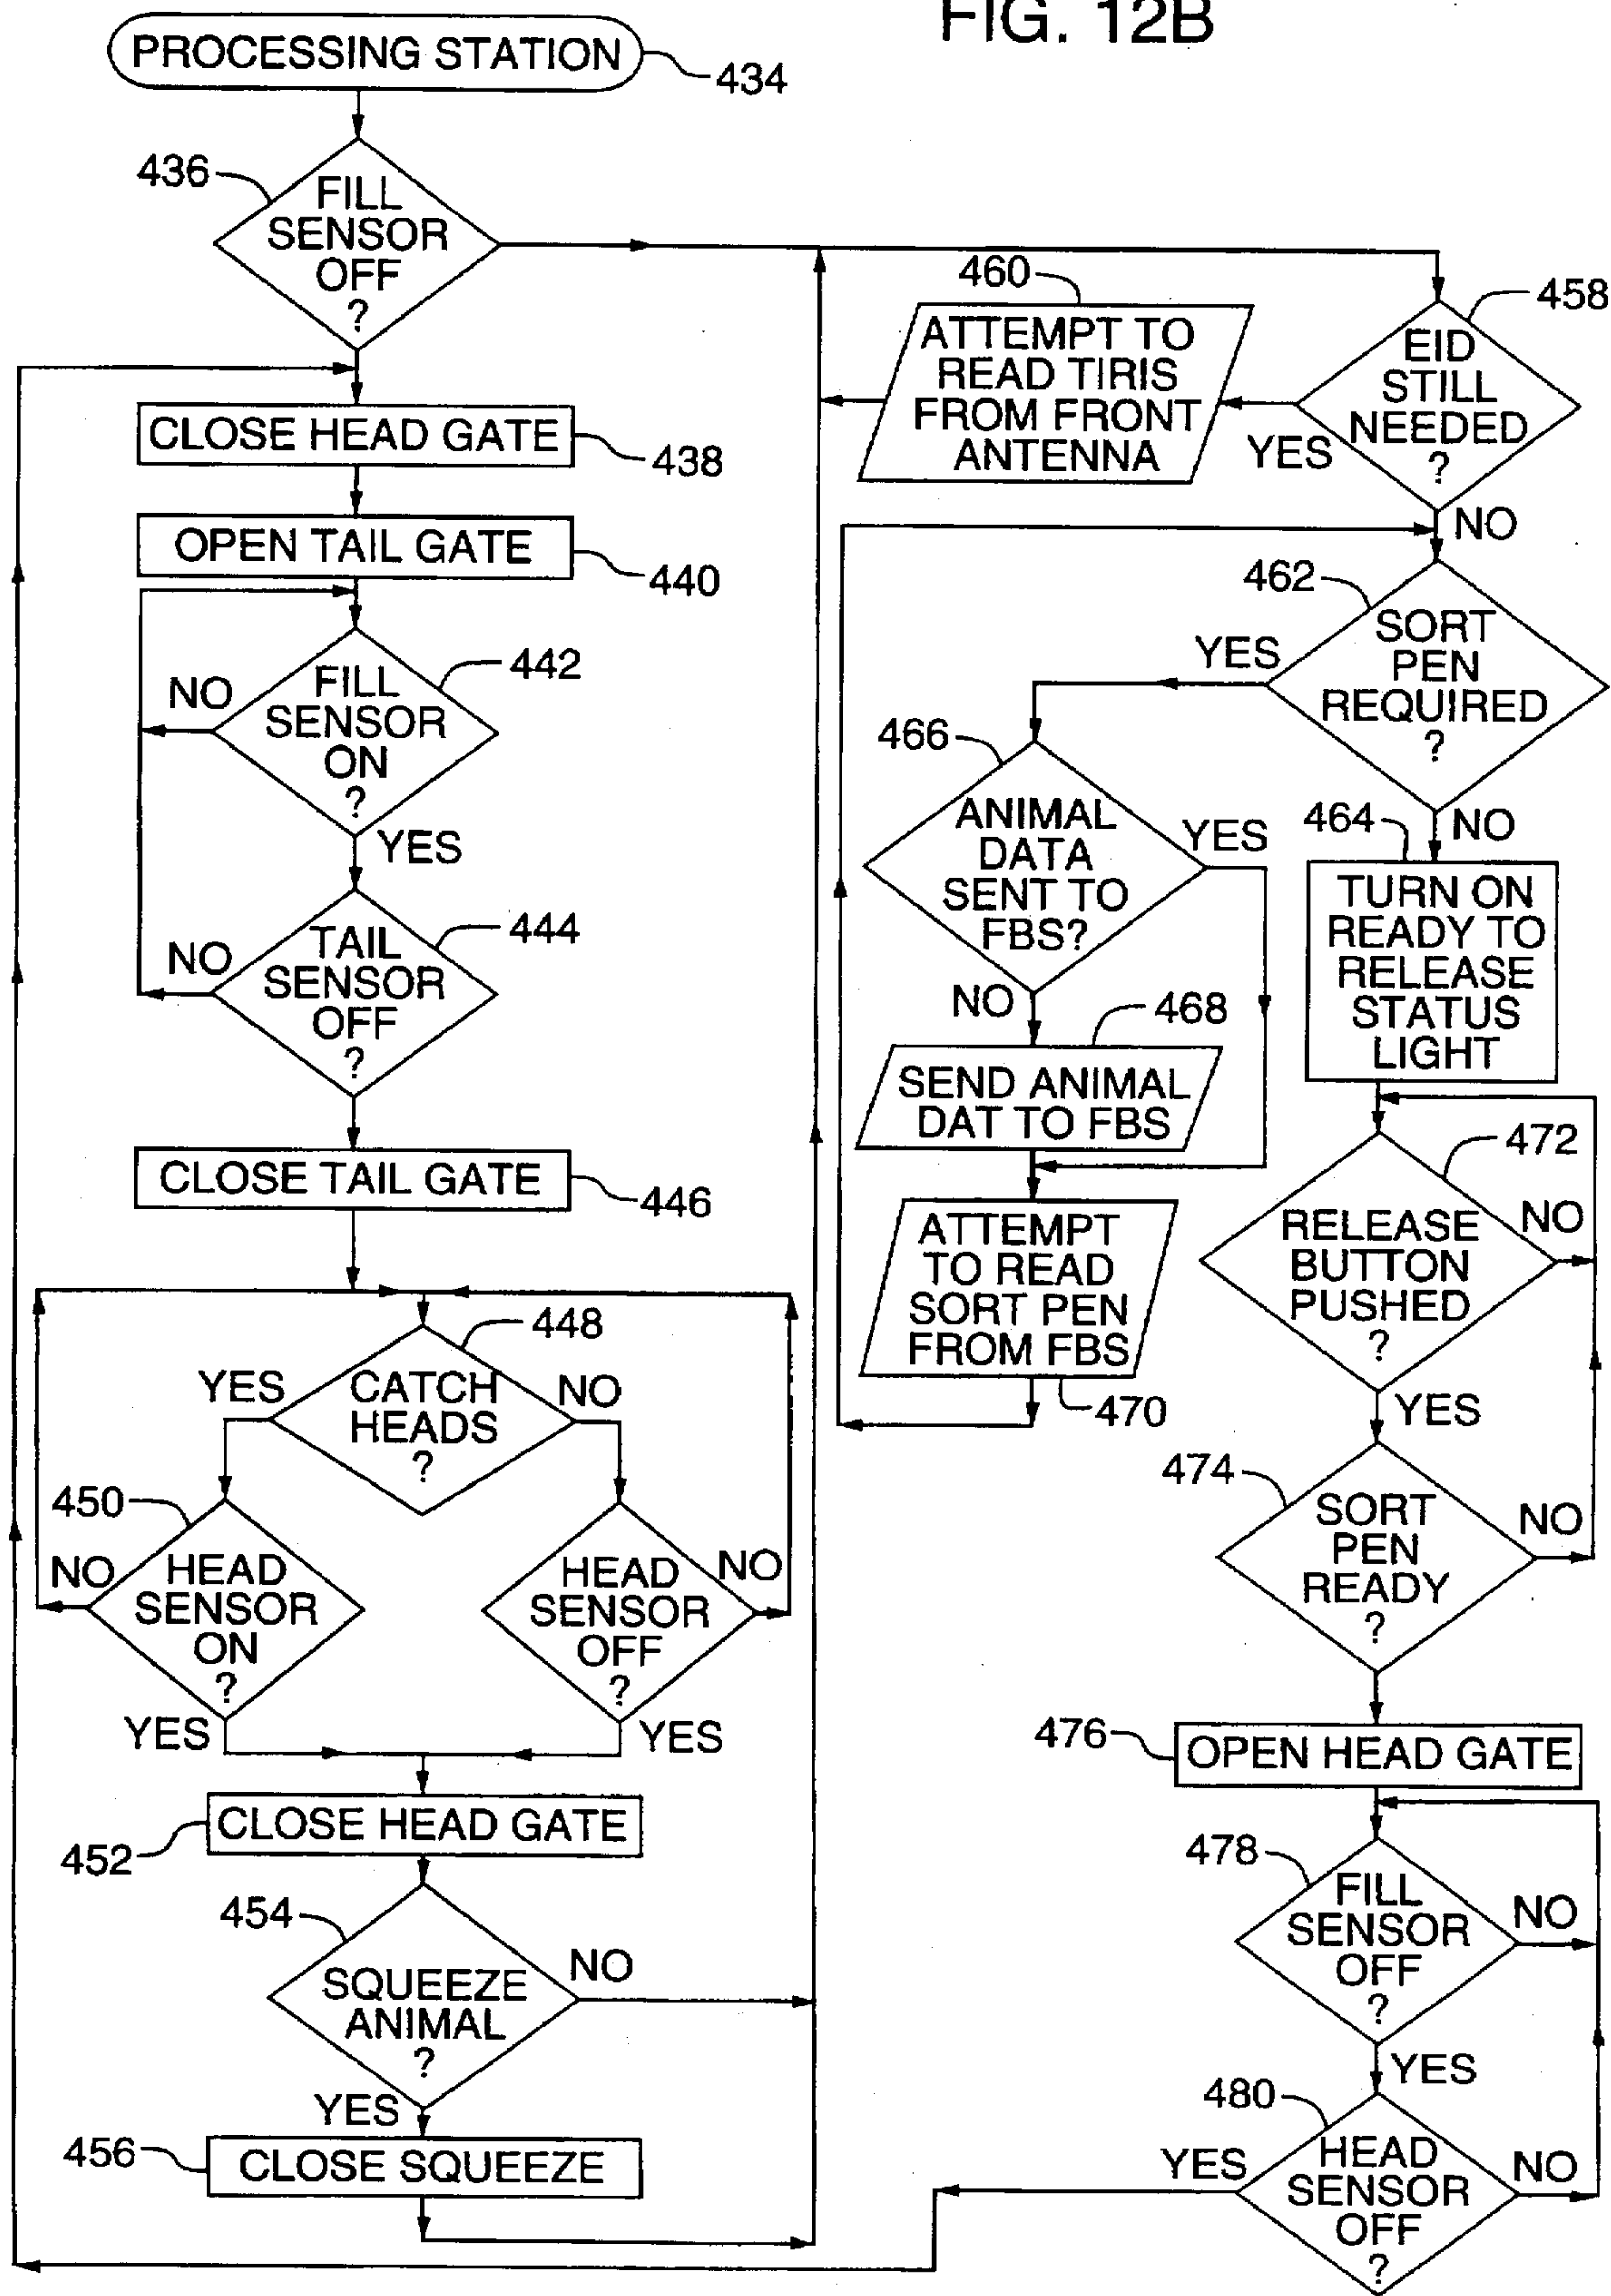 FIG. 12B
PROCESSING STATION
434
436
FILL
SENSOR
OFF
?
CLOSE HEAD GATE
438
OPEN TAIL GATE
440
442
NO
FILL
SENSOR
ON
?
YES
444
NO
TAIL
SENSOR
OFF
?
CLOSE TAIL GATE
446
448
YES
CATCH
HEADS
?
NO
450
NO
HEAD
SENSOR
ON
?
YES
HEAD
SENSOR
OFF
?
NO
YES
CLOSE HEAD GATE
452
454
SQUEEZE
ANIMAL
?
NO
YES
456
CLOSE SQUEEZE
458
EID
STILL
NEEDED
?
YES
NO
460
ATTEMPT TO
READ TIRIS
FROM FRONT
ANTENNA
462
SORT
PEN
REQUIRED
?
YES
NO
466
ANIMAL
DATA
SENT TO
FBS?
YES
NO
468
SEND ANIMAL
DAT TO FBS
ATTEMPT
TO READ
SORT PEN
FROM FBS
470
464
TURN ON
READY TO
RELEASE
STATUS
LIGHT
472
RELEASE
BUTTON
PUSHED
?
NO
YES
474
SORT
PEN
READY
?
NO
476
OPEN HEAD GATE
478
FILL
SENSOR
OFF
?
NO
YES
480
YES
HEAD
SENSOR
OFF
?
NO